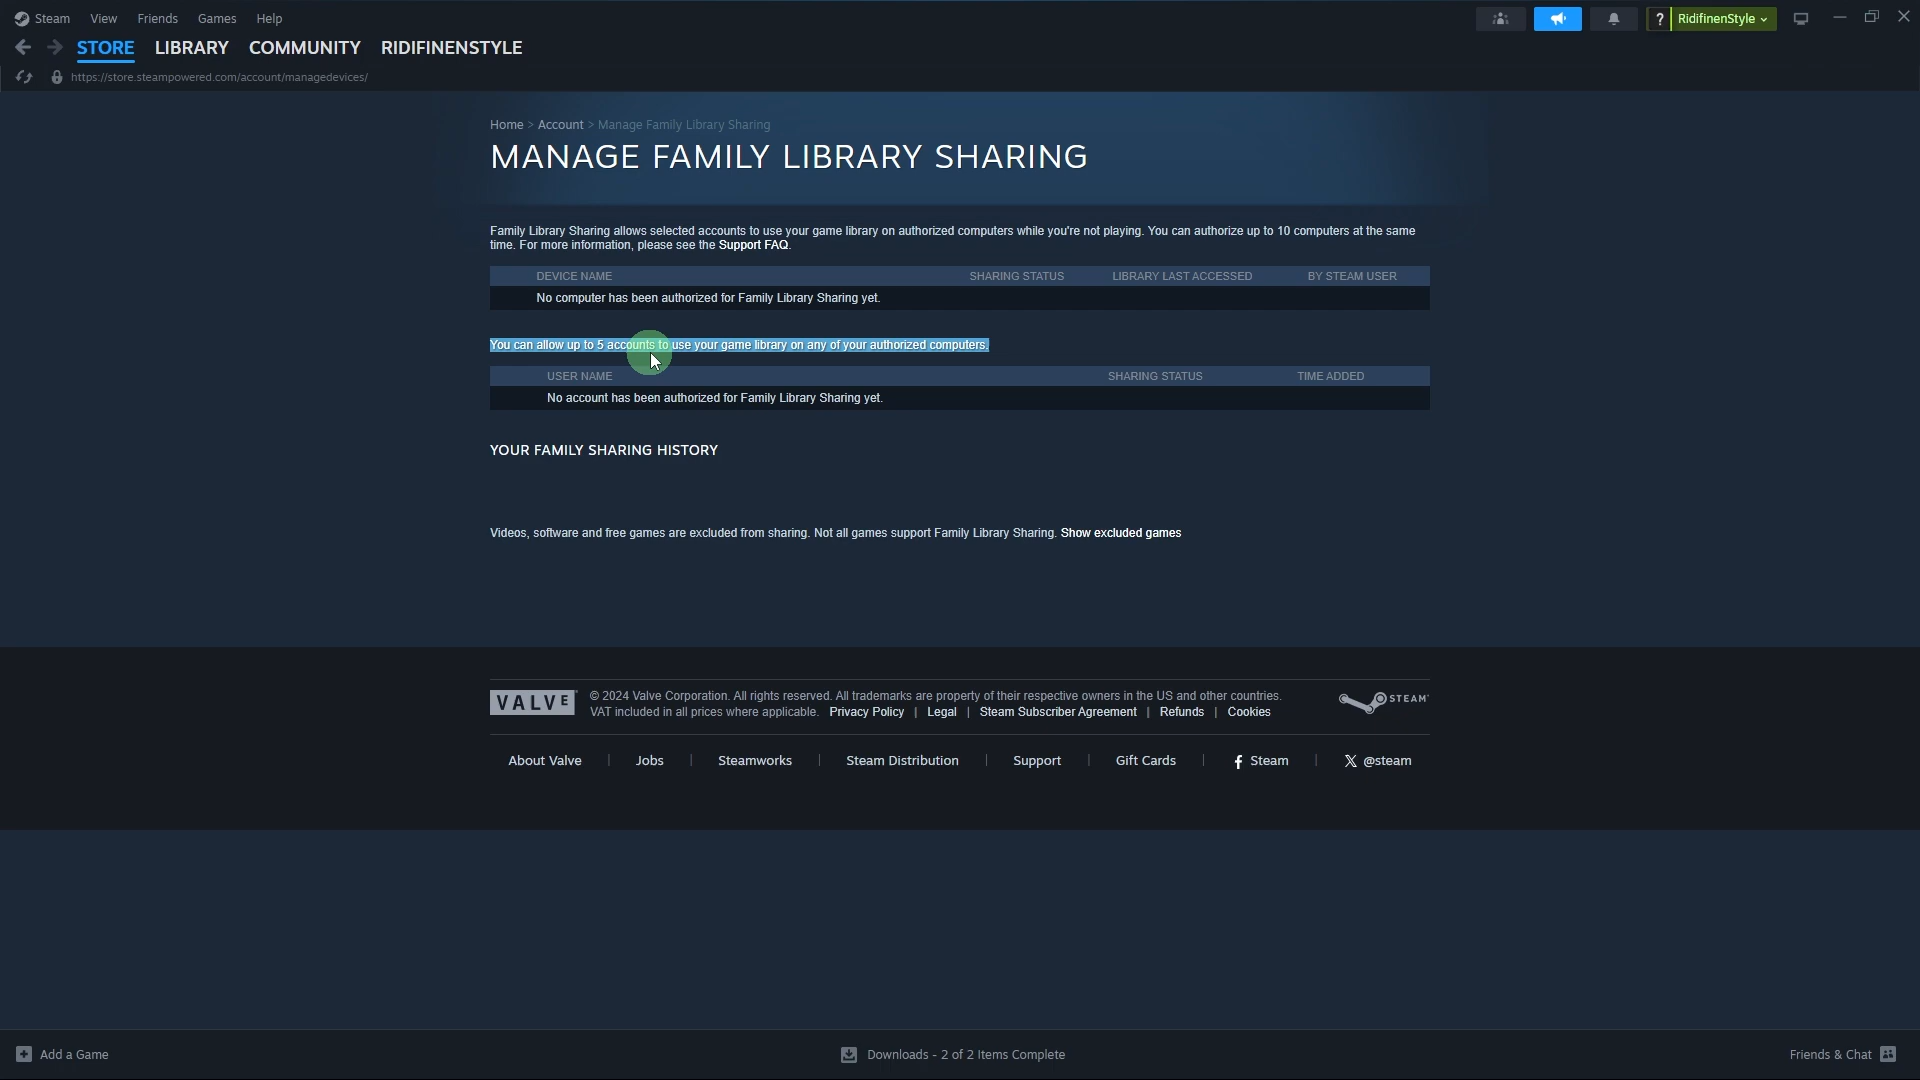 Steam View Friends Games Help
? RidifinenStyle
STORE LIBRARY COMMUNITY RIDIFINENSTYLE
https://store.steampowered.com/account/managedevices/
Home > Account > Manage Family Library Sharing
MANAGE FAMILY LIBRARY SHARING
Family Library Sharing allows selected accounts to use your game library on authorized computers while you're not playing. You can authorize up to 10 computers at the same
time. For more information, please see the Support FAQ.
DEVICE NAME SHARING STATUS LIBRARY LAST ACCESSED BY STEAM USER
No computer has been authorized for Family Library Sharing yet.
You can allow up to 5 accounts to use your game library on any of your authorized computers.
USER NAME SHARING STATUS TIME ADDED
No account has been authorized for Family Library Sharing yet.
YOUR FAMILY SHARING HISTORY
Videos, software and free games are excluded from sharing. Not all games support Family Library Sharing. Show excluded games
VALVE © 2024 Valve Corporation. All rights reserved. All trademarks are property of their respective owners in the US and other countries. STEAM
VAT included in all prices where applicable. Privacy Policy | Legal | Steam Subscriber Agreement | Refunds | Cookies
About Valve | Jobs | Steamworks | Steam Distribution | Support | Gift Cards | Steam | @steam
Add a Game Downloads - 2 of 2 Items Complete Friends & Chat